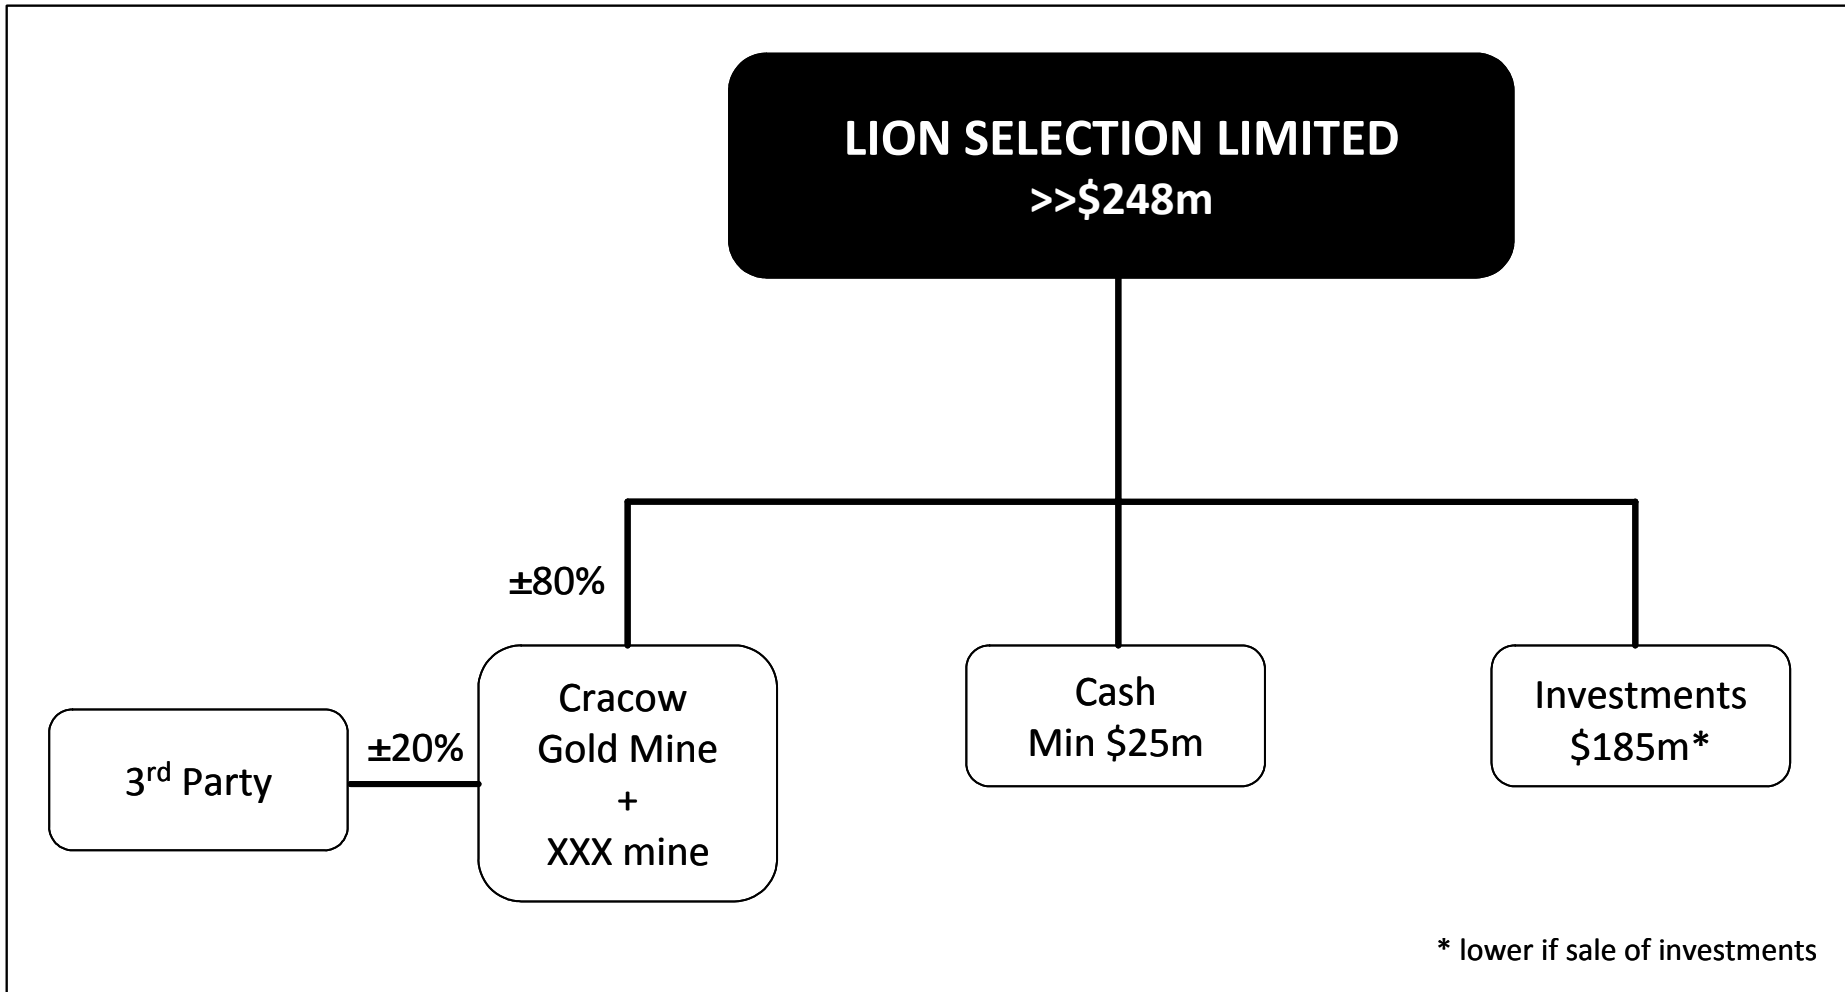 LION SELECTION LIMITED
>>$248m
±80%
Cracow
Gold Mine
+
XXX mine
±20%
3rd Party
Cash
Min $25m
Investments
$185m*
* lower if sale of investments